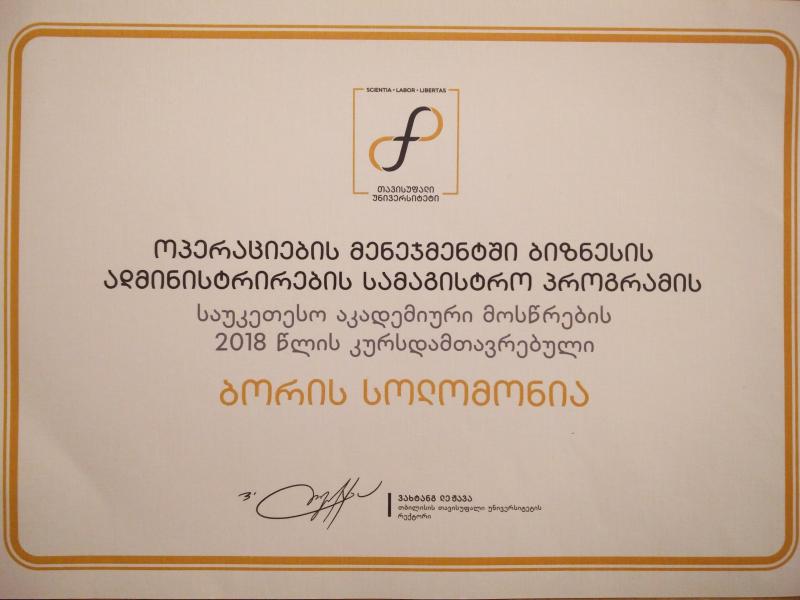 SCIENTIA • LABOR • LIBERTAS
თავისუფალი
უნივერსიტეტი
ოპერაციების მენეჯმენტში ბიზნესის
ადმინისტრირების სამაგისტრო პროგრამის
საუკეთესო აკადემიური მოსწრების
2018 წლის კურსდამთავრებული
ბორის სოლომონია
ვახტანგ ლეჟავა
თბილისის თავისუფალი უნივერსიტეტის
რექტორი